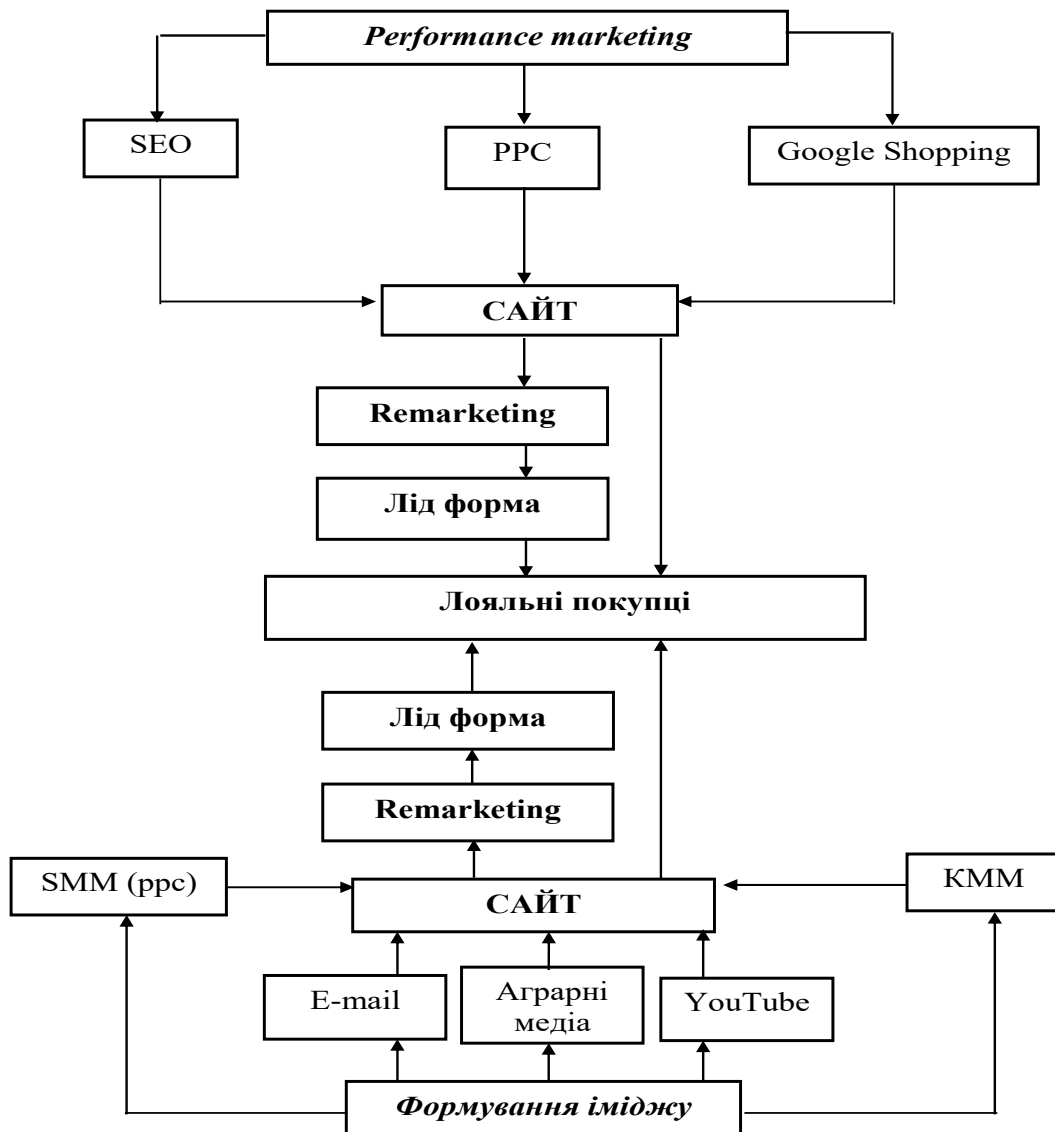 Performance marketing
SEO
PPC
Google Shopping
САЙТ
Remarketing
Лід форма
Лояльні покупці
Лід форма
Remarketing
SMM (ppc)
КММ
САЙТ
E-mail
Аграрні
медіа
YouTube
Формування іміджу